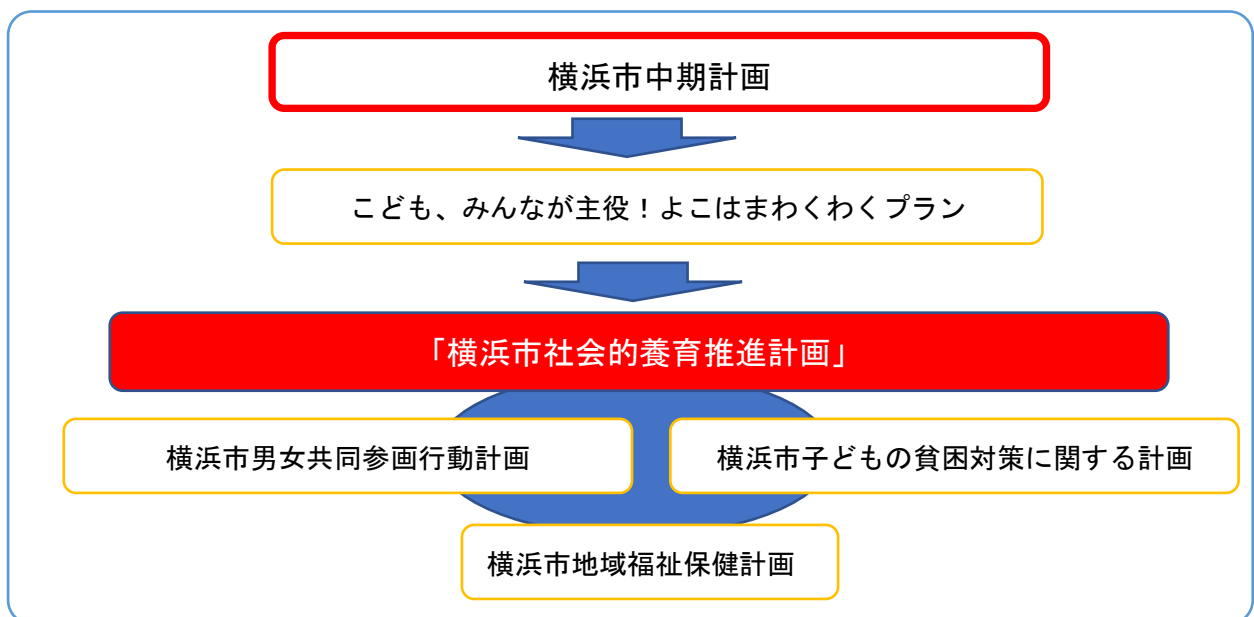 横浜市中期計画
こども、みんなが主役！よこはまわくわくプラン
「横浜市社会的養育推進計画」
横浜市男女共同参画行動計画
横浜市子どもの貧困対策に関する計画
横浜市地域福祉保健計画